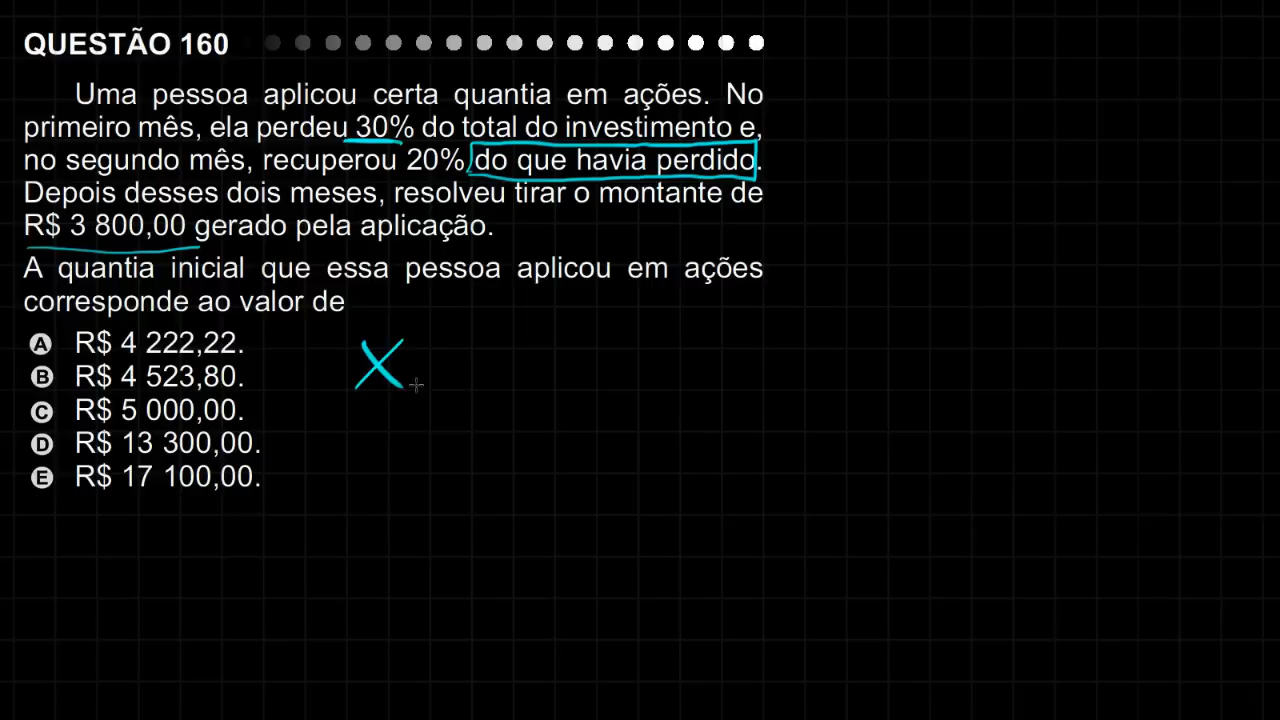 QUESTÃO 160
Uma pessoa aplicou certa quantia em ações. No
primeiro mês, ela perdeu 30% do total do investimento e,
no segundo mês, recuperou 20% do que havia perdido.
Depois desses dois meses, resolveu tirar o montante de
R$ 3 800,00 gerado pela aplicação.
A quantia inicial que essa pessoa aplicou em ações
corresponde ao valor de
A R$ 4 222,22.
B R$ 4 523,80.
C R$ 5 000,00.
D R$ 13 300,00.
E R$ 17 100,00.
X